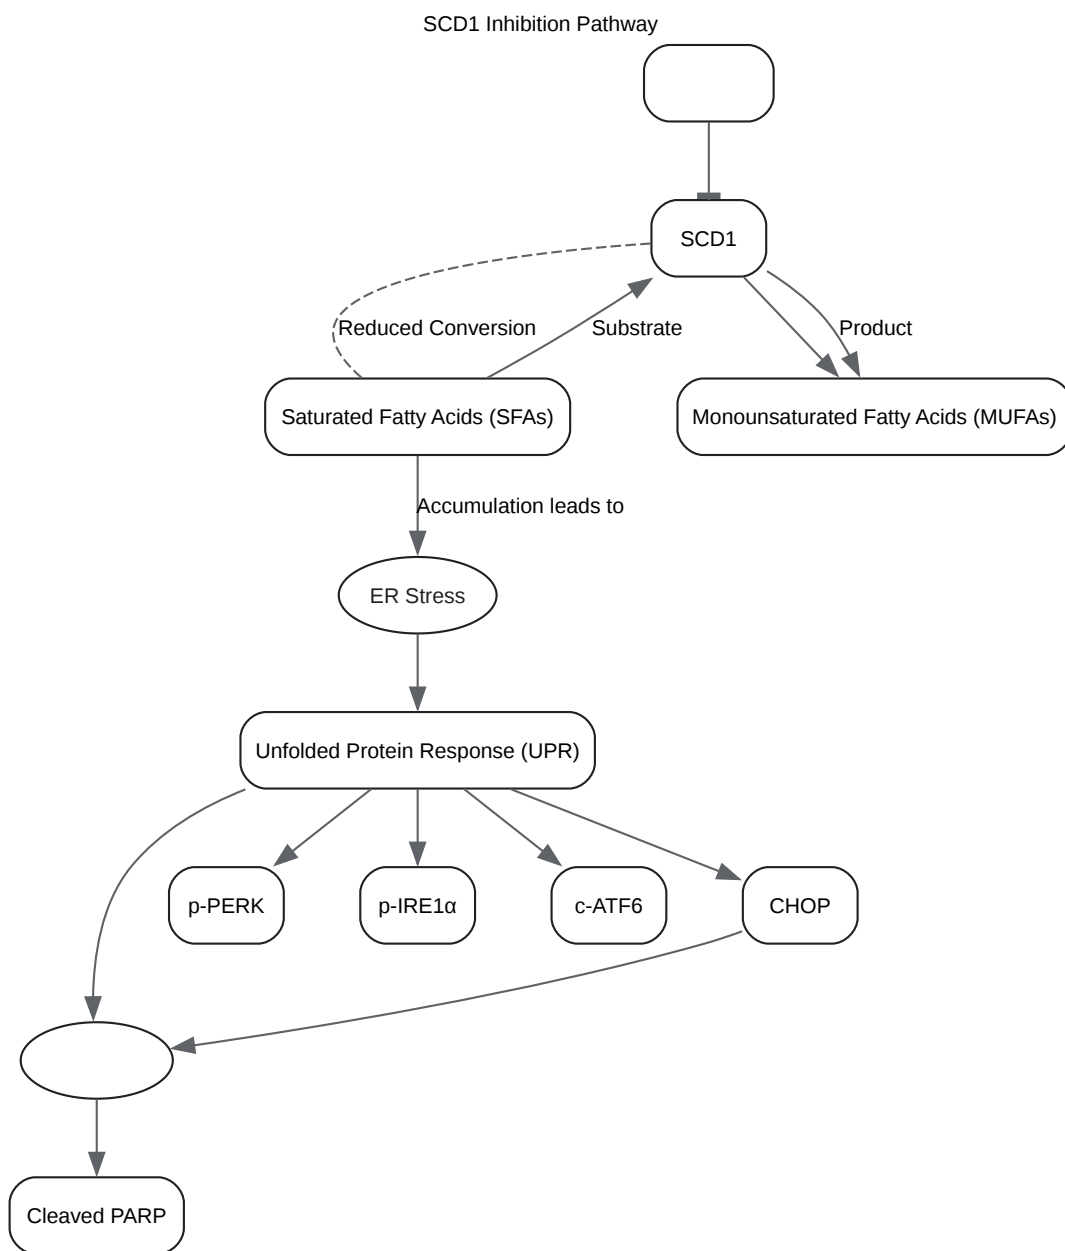 SCD1 Inhibition Pathway
SCD1
Reduced Conversion
Substrate
Product
Saturated Fatty Acids (SFAs)
Monounsaturated Fatty Acids (MUFAs)
Accumulation leads to
ER Stress
Unfolded Protein Response (UPR)
p-PERK
p-IRE1α
c-ATF6
CHOP
Cleaved PARP